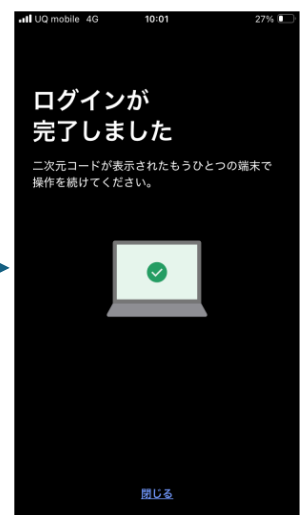 UQ mobile 4G 10:01 27%
ログインが
完了しました
二次元コードが表示されたもうひとつの端末で
操作を続けてください。
閉じる